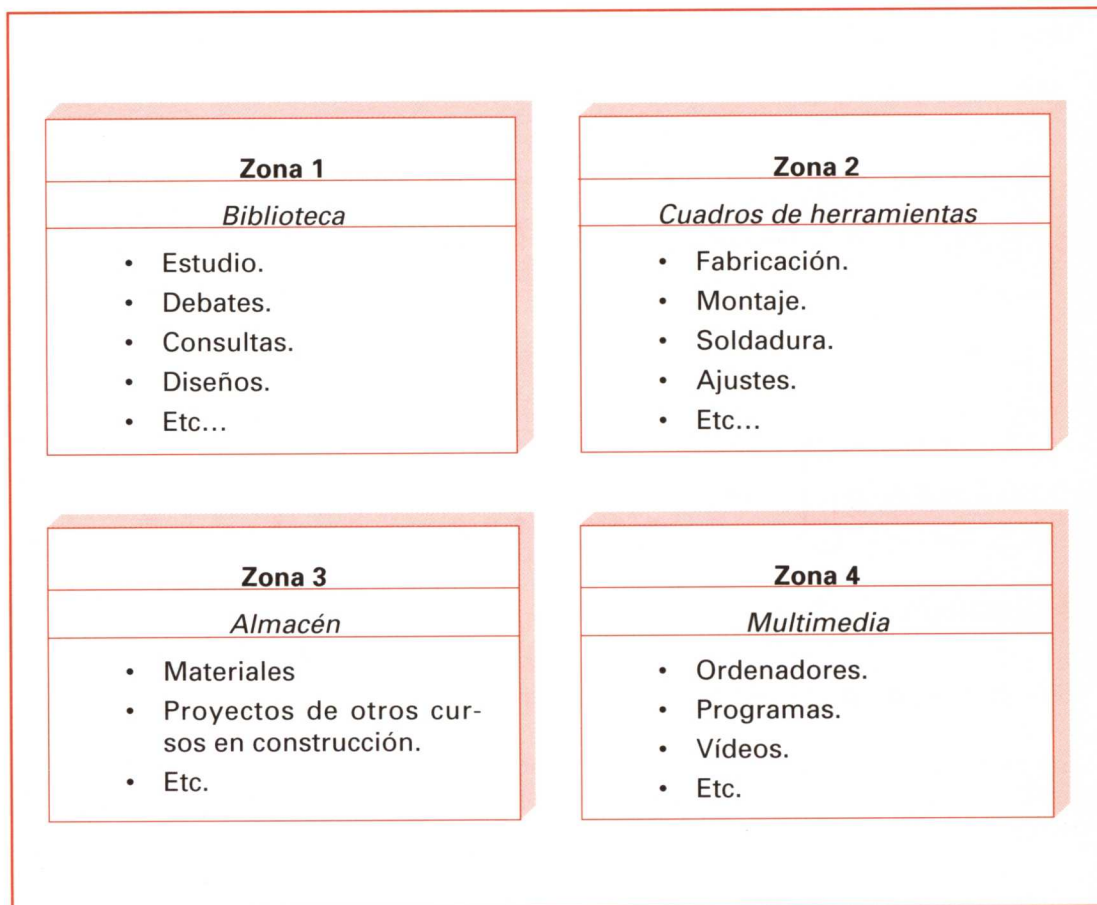 Zona 1
Biblioteca
• Estudio.
• Debates.
• Consultas.
• Diseños.
• Etc...
Zona 2
Cuadros de herramientas
• Fabricación.
• Montaje.
• Soldadura.
• Ajustes.
• Etc...
Zona 3
Almacén
• Materiales
• Proyectos de otros cur-
sos en construcción.
• Etc.
Zona 4
Multimedia
• Ordenadores.
• Programas.
• Vídeos.
• Etc.